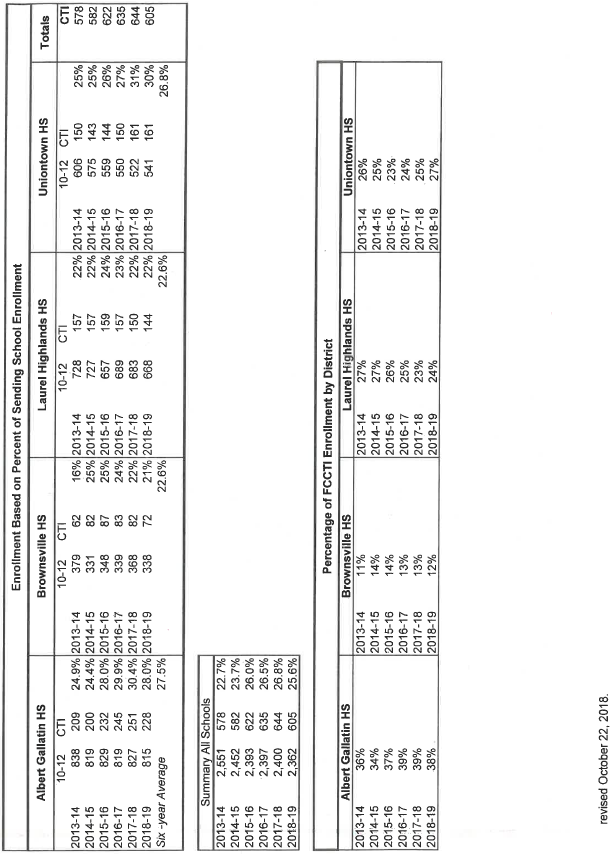 Enrollment Based on Percent of Sending School Enrollment
Albert Gallatin HS Brownsville HS Laurel Highlands HS Uniontown HS Totals
10-12 CTI 10-12 CTI 10-12 CTI 10-12 CTI CTI
2013-14 838 209 24.9% 2013-14 379 62 16% 2013-14 728 157 22% 2013-14 606 150 25% 578
2014-15 819 200 24.4% 2014-15 331 82 25% 2014-15 727 157 22% 2014-15 575 143 25% 582
2015-16 829 232 28.0% 2015-16 348 87 25% 2015-16 657 159 24% 2015-16 559 144 26% 622
2016-17 819 245 29.9% 2016-17 339 83 24% 2016-17 689 157 23% 2016-17 550 150 27% 635
2017-18 827 251 30.4% 2017-18 368 82 22% 2017-18 683 150 22% 2017-18 522 161 31% 644
2018-19 815 228 28.0% 2018-19 338 72 21% 2018-19 668 144 22% 2018-19 541 161 30% 605
Six -year Average 27.5% 22.6% 22.6% 26.8%
Summary All Schools
2013-14 2,551 578 22.7%
2014-15 2,452 582 23.7%
2015-16 2,393 622 26.0%
2016-17 2,397 635 26.5%
2017-18 2,400 644 26.8%
2018-19 2,362 605 25.6%
Percentage of FCCTI Enrollment by District
Albert Gallatin HS Brownsville HS Laurel Highlands HS Uniontown HS
2013-14 36% 2013-14 11% 2013-14 27% 2013-14 26%
2014-15 34% 2014-15 14% 2014-15 27% 2014-15 25%
2015-16 37% 2015-16 14% 2015-16 26% 2015-16 23%
2016-17 39% 2016-17 13% 2016-17 25% 2016-17 24%
2017-18 39% 2017-18 13% 2017-18 23% 2017-18 25%
2018-19 38% 2018-19 12% 2018-19 24% 2018-19 27%
revised October 22, 2018.